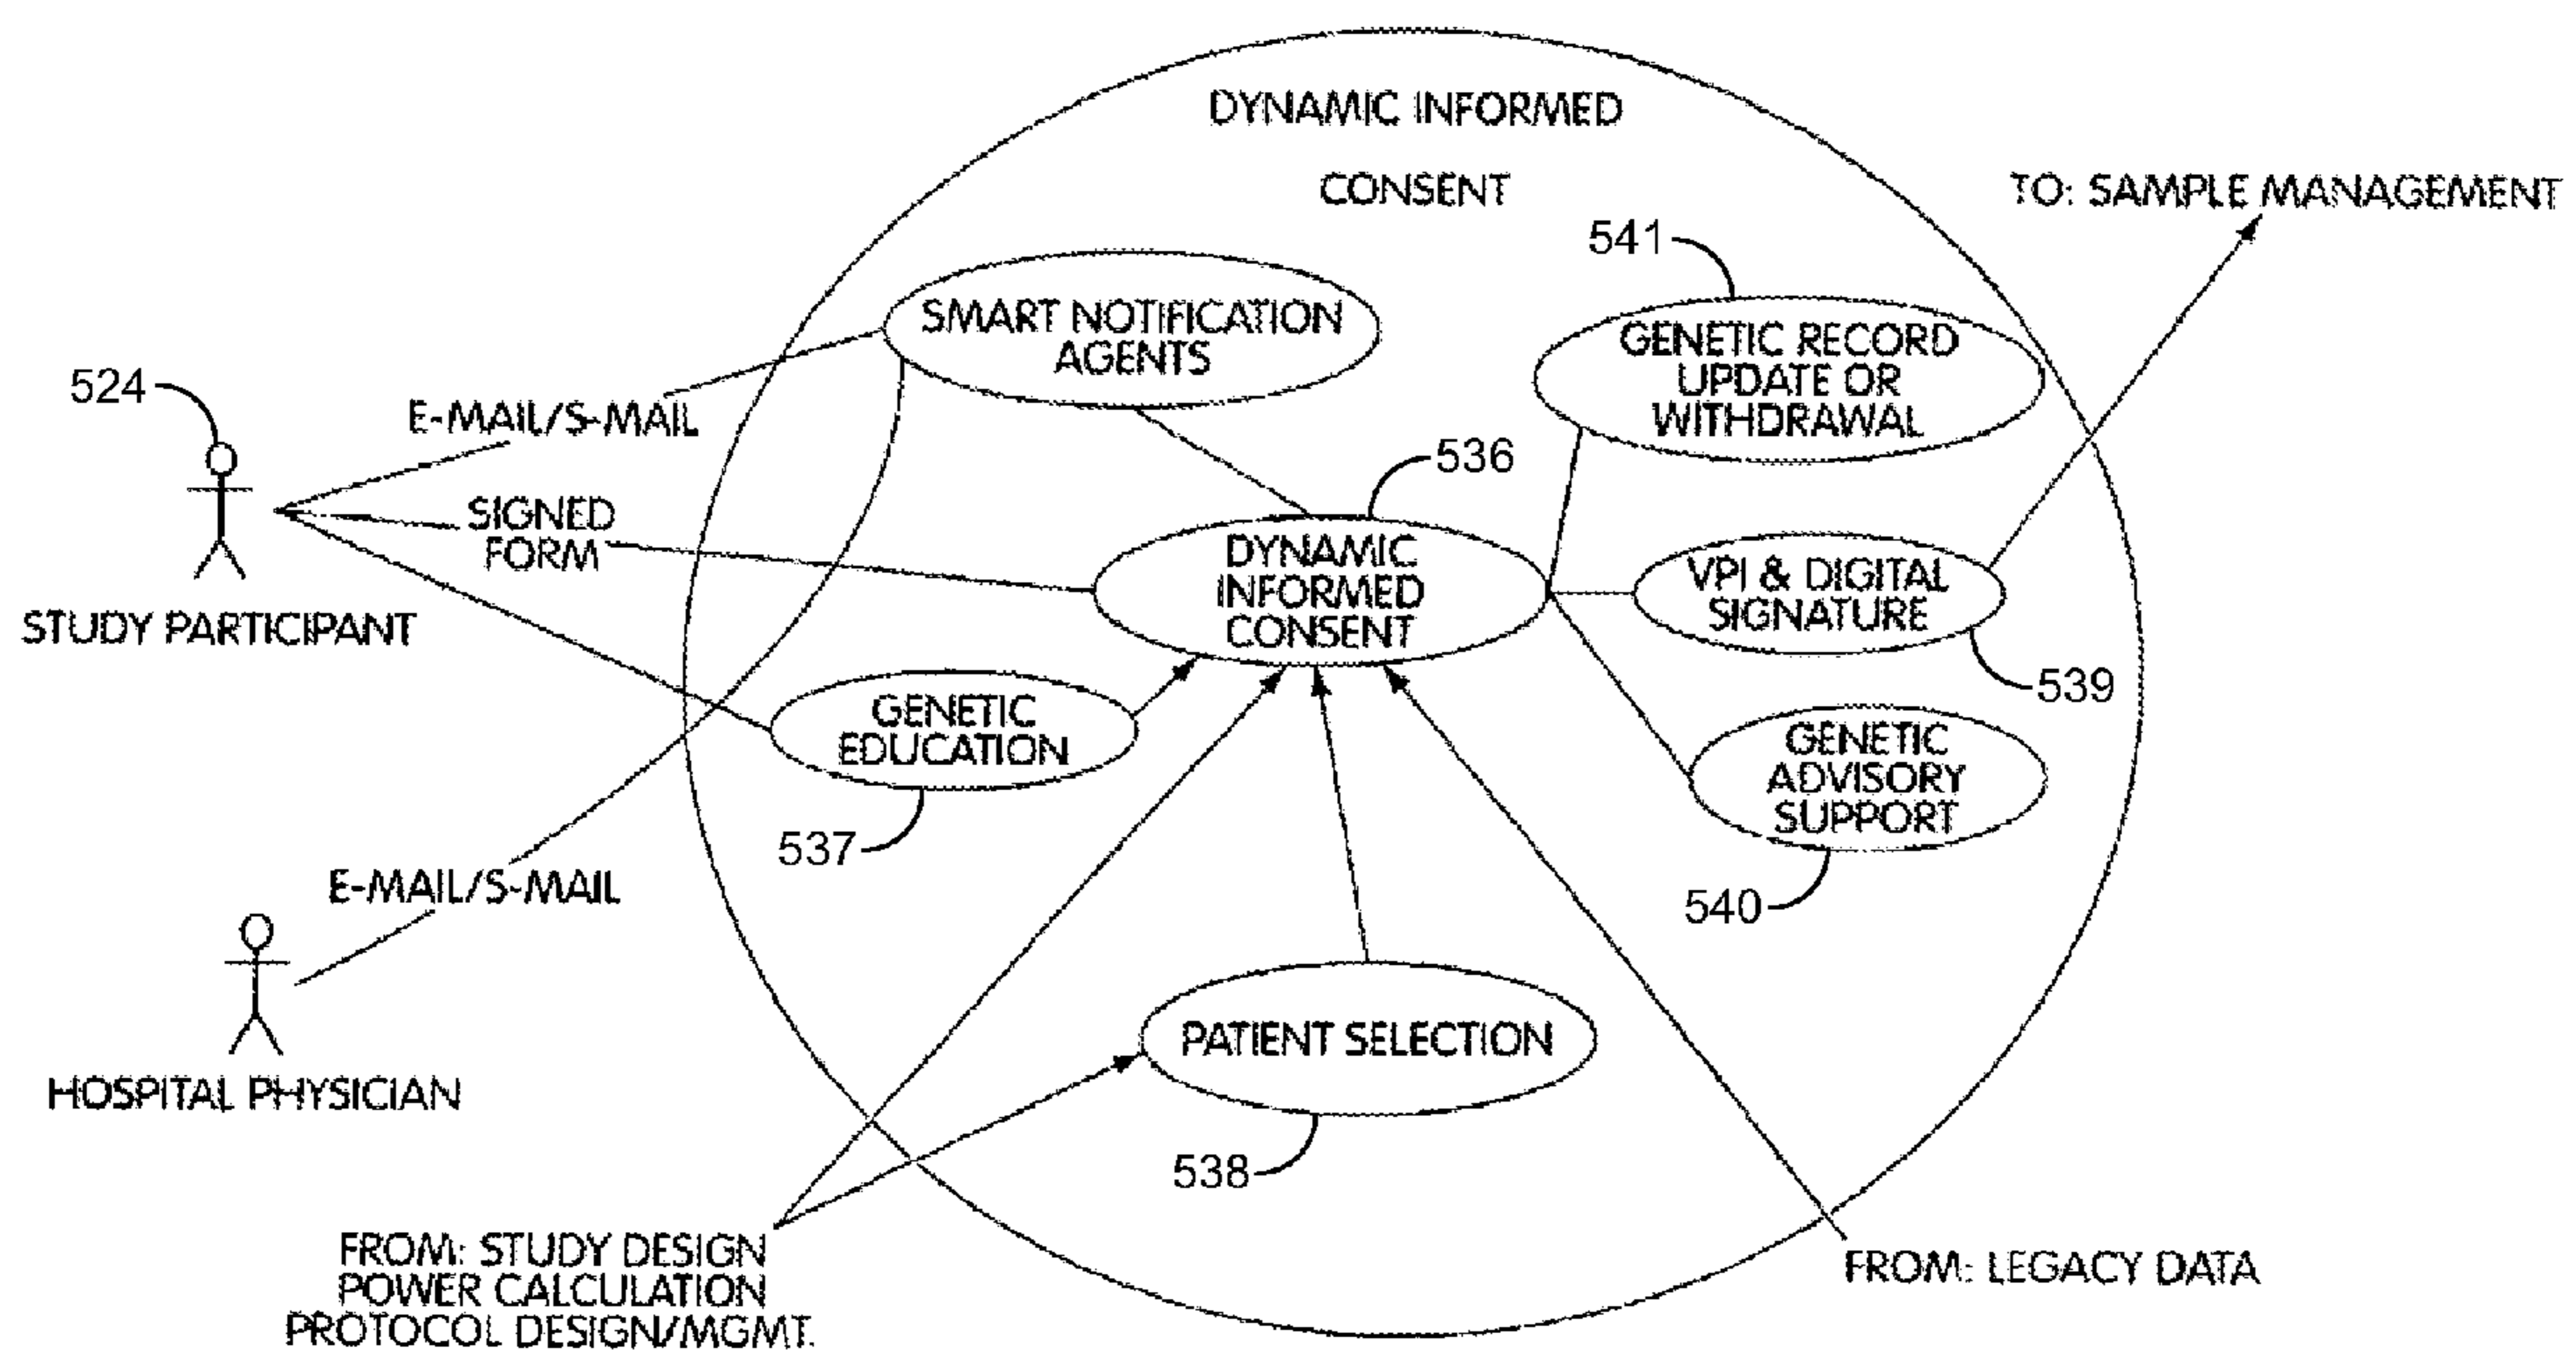 DYNAMIC INFORMED
CONSENT
TO: SAMPLE MANAGEMENT
541
SMART NOTIFICATION
AGENTS
GENETIC RECORD
UPDATE OR
WITHDRAWAL
524
E-MAIL/S-MAIL
536
SIGNED
FORM
DYNAMIC
INFORMED
CONSENT
VPI & DIGITAL
SIGNATURE
STUDY PARTICIPANT
539
GENETIC
EDUCATION
GENETIC
ADVISORY
SUPPORT
537
E-MAIL/S-MAIL
540
PATIENT SELECTION
HOSPITAL PHYSICIAN
538
FROM: STUDY DESIGN
POWER CALCULATION
PROTOCOL DESIGN/MGMT.
FROM: LEGACY DATA